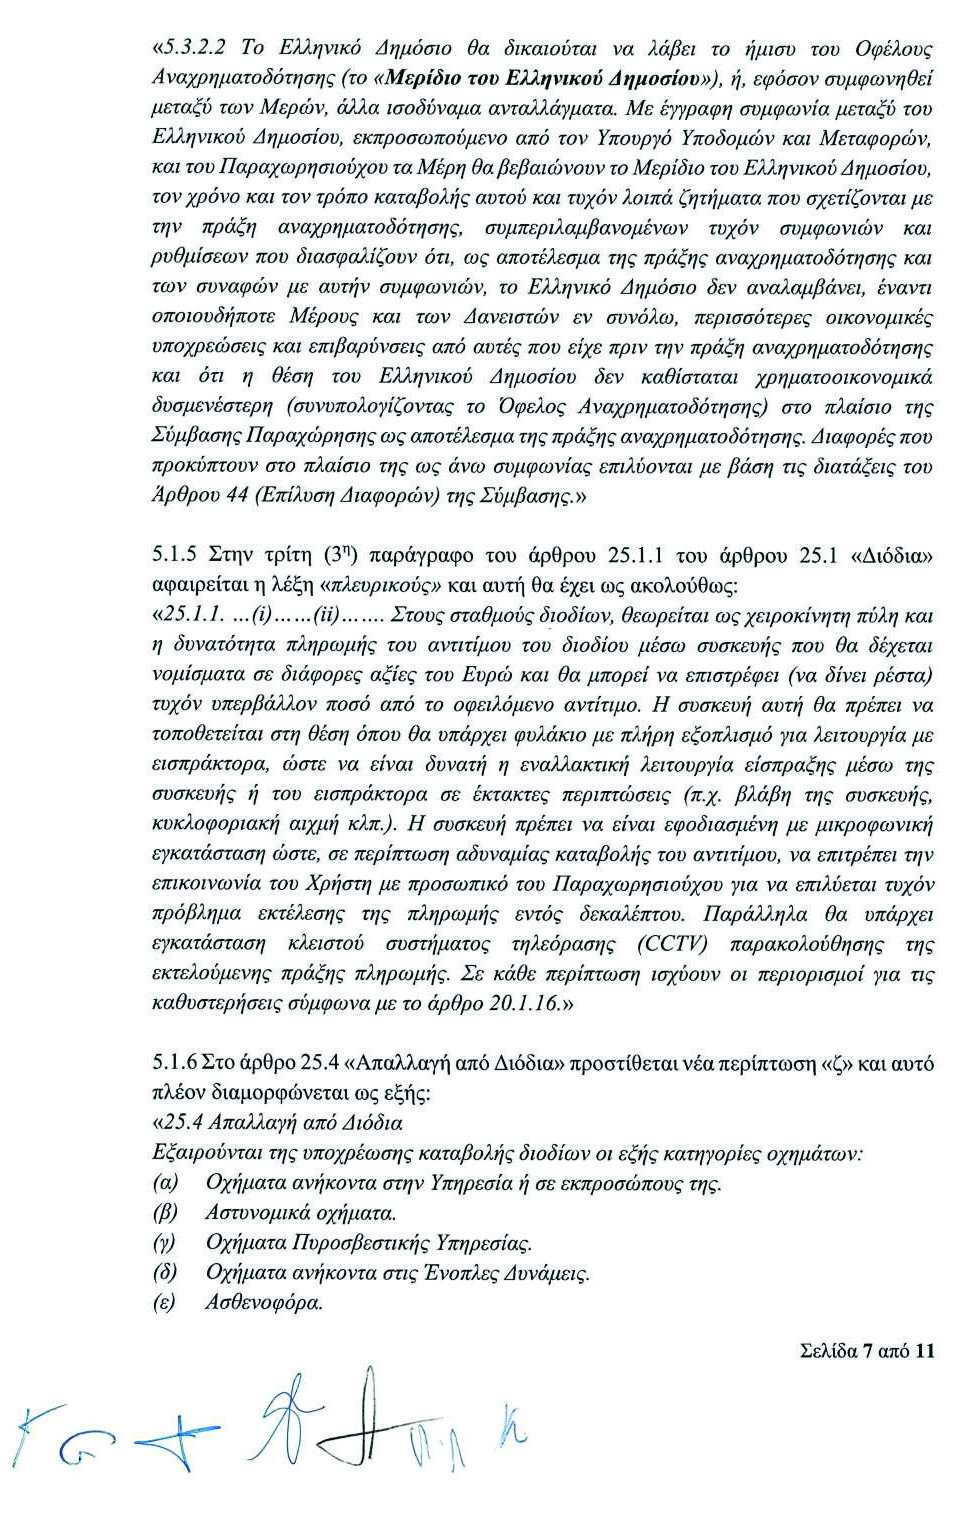 «5.3.2.2 Το Ελληνικό Δημόσιο θα δικαιούται να λάβει το ήμισυ του Οφέλους
Αναχρηματοδότησης (το «Μερίδιο του Ελληνικού Δημοσίου»), ή, εφόσον συμφωνηθεί
μεταξύ των Μερών, άλλα ισοδύναμα ανταλλάγματα. Με έγγραφη συμφωνία μεταξύ του
Ελληνικού Δημοσίου, εκπροσωπούμενο από τον Υπουργό Υποδομών και Μεταφορών,
και του Παραχωρησιούχου τα Μέρη θα βεβαιώνουν το Μερίδιο του Ελληνικού Δημοσίου,
τον χρόνο και τον τρόπο καταβολής αυτού και τυχόν λοιπά ζητήματα που σχετίζονται με
την πράξη αναχρηματοδότησης, συμπεριλαμβανομένων τυχόν συμφωνιών και
ρυθμίσεων που διασφαλίζουν ότι, ως αποτέλεσμα της πράξης αναχρηματοδότησης και
των συναφών με αυτήν συμφωνιών, το Ελληνικό Δημόσιο δεν αναλαμβάνει, έναντι
οποιουδήποτε Μέρους και των Δανειστών εν συνόλω, περισσότερες οικονομικές
υποχρεώσεις και επιβαρύνσεις από αυτές που είχε πριν την πράξη αναχρηματοδότησης
και ότι η θέση του Ελληνικού Δημοσίου δεν καθίσταται χρηματοοικονομικά
δυσμενέστερη (συνυπολογίζοντας το Όφελος Αναχρηματοδότησης) στο πλαίσιο της
Σύμβασης Παραχώρησης ως αποτέλεσμα της πράξης αναχρηματοδότησης. Διαφορές που
προκύπτουν στο πλαίσιο της ως άνω συμφωνίας επιλύονται με βάση τις διατάξεις του
Άρθρου 44 (Επίλυση Διαφορών) της Σύμβασης.»
5.1.5 Στην τρίτη (3η) παράγραφο του άρθρου 25.1.1 του άρθρου 25.1 «Διόδια»
αφαιρείται η λέξη «πλευρικούς» και αυτή θα έχει ως ακολούθως:
«25.1.1. …(i)……(ii)……. Στους σταθμούς διοδίων, θεωρείται ως χειροκίνητη πύλη και
η δυνατότητα πληρωμής του αντιτίμου του διοδίου μέσω συσκευής που θα δέχεται
νομίσματα σε διάφορες αξίες του Ευρώ και θα μπορεί να επιστρέφει (να δίνει ρέστα)
τυχόν υπερβάλλον ποσό από το οφειλόμενο αντίτιμο. Η συσκευή αυτή θα πρέπει να
τοποθετείται στη θέση όπου θα υπάρχει φυλάκιο με πλήρη εξοπλισμό για λειτουργία με
εισπράκτορα, ώστε να είναι δυνατή η εναλλακτική λειτουργία είσπραξης μέσω της
συσκευής ή του εισπράκτορα σε έκτακτες περιπτώσεις (π.χ. βλάβη της συσκευής,
κυκλοφοριακή αιχμή κλπ.). Η συσκευή πρέπει να είναι εφοδιασμένη με μικροφωνική
εγκατάσταση ώστε, σε περίπτωση αδυναμίας καταβολής του αντιτίμου, να επιτρέπει την
επικοινωνία του Χρήστη με προσωπικό του Παραχωρησιούχου για να επιλύεται τυχόν
πρόβλημα εκτέλεσης της πληρωμής εντός δεκαλέπτου. Παράλληλα θα υπάρχει
εγκατάσταση κλειστού συστήματος τηλεόρασης (CCTV) παρακολούθησης της
εκτελούμενης πράξης πληρωμής. Σε κάθε περίπτωση ισχύουν οι περιορισμοί για τις
καθυστερήσεις σύμφωνα με το άρθρο 20.1.16.»
5.1.6 Στο άρθρο 25.4 «Απαλλαγή από Διόδια» προστίθεται νέα περίπτωση «ζ» και αυτό
πλέον διαμορφώνεται ως εξής:
«25.4 Απαλλαγή από Διόδια
Εξαιρούνται της υποχρέωσης καταβολής διοδίων οι εξής κατηγορίες οχημάτων:
(α) Οχήματα ανήκοντα στην Υπηρεσία ή σε εκπροσώπους της.
(β) Αστυνομικά οχήματα.
(γ) Οχήματα Πυροσβεστικής Υπηρεσίας.
(δ) Οχήματα ανήκοντα στις Ένοπλες Δυνάμεις.
(ε) Ασθενοφόρα.
Σελίδα 7 από 11